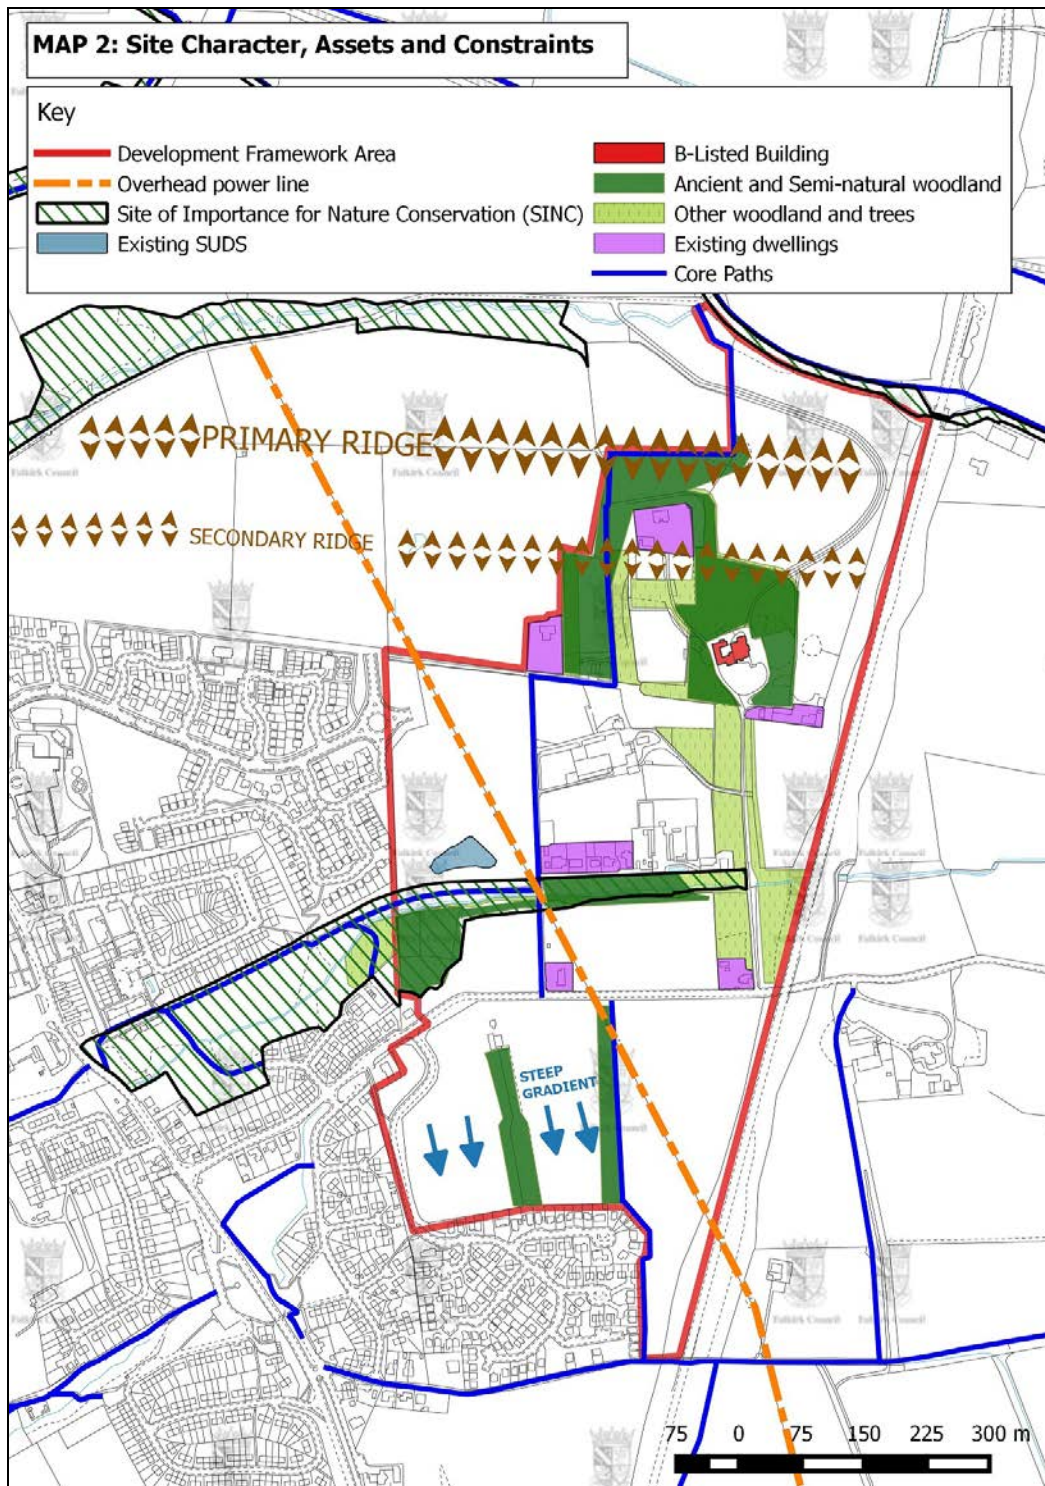 MAP 2: Site Character, Assets and Constraints
Key
Development Framework Area
Overhead power line
Site of Importance for Nature Conservation (SINC)
Existing SUDS
B-Listed Building
Ancient and Semi-natural woodland
Other woodland and trees
Existing dwellings
Core Paths
PRIMARY RIDGE
SECONDARY RIDGE
Falkirk Council
STEEP
GRADIENT
75 0 75 150 225 300 m